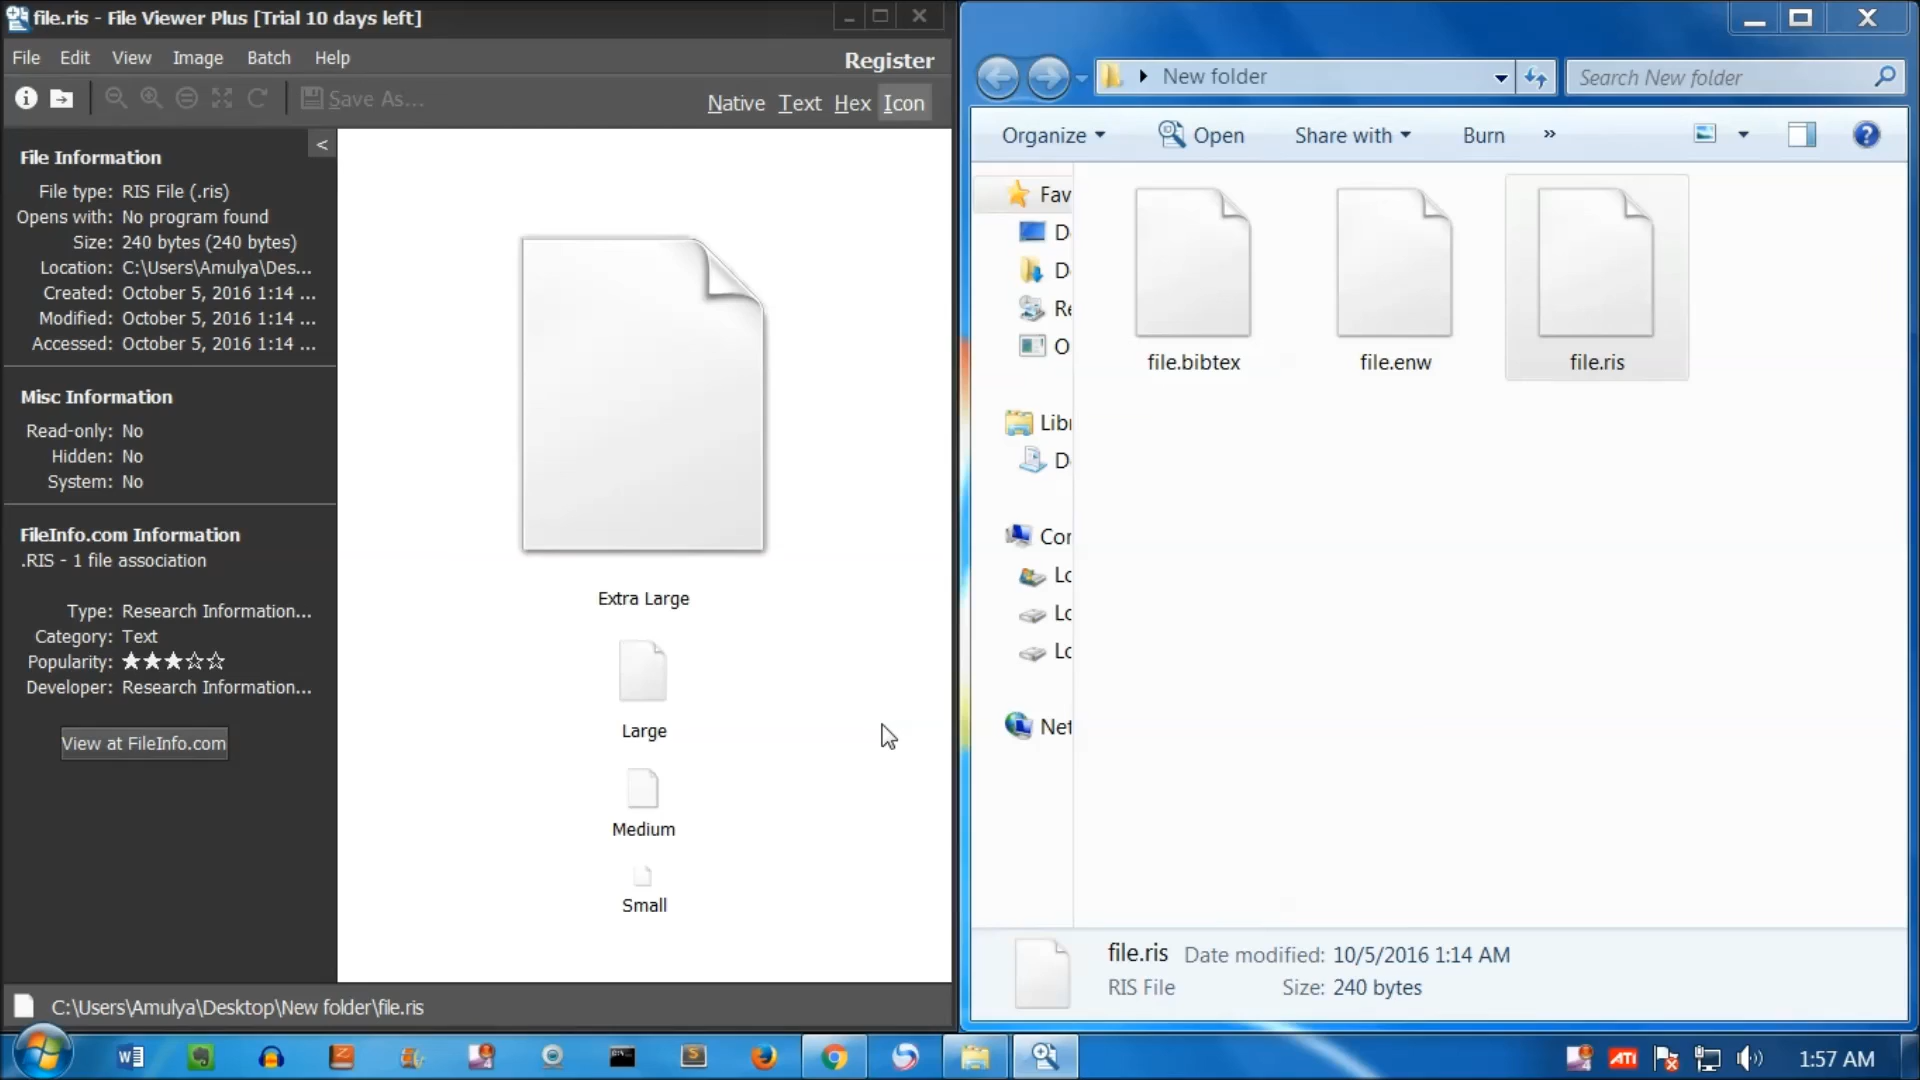 file.ris - File Viewer Plus [Trial 10 days left]
File Edit View Image Batch Help
Register
Save As...
Native Text Hex Icon
<
File Information
File type: RIS File (.ris)
Opens with: No program found
Size: 240 bytes (240 bytes)
Location: C:\Users\Amulya\Des...
Created: October 5, 2016 1:14 ...
Modified: October 5, 2016 1:14 ...
Accessed: October 5, 2016 1:14 ...
Misc Information
Read-only: No
Hidden: No
System: No
FileInfo.com Information
.RIS - 1 file association
Type: Research Information...
Category: Text
Popularity: ★★★☆☆
Developer: Research Information...
View at FileInfo.com
Extra Large
Large
Medium
Small
C:\Users\Amulya\Desktop\New folder\file.ris
New folder
Search New folder
Organize Open Share with Burn »
Fav
D
D
Re
O
Libr
D
Con
Lo
Lo
Lo
Net
file.bibtex
file.enw
file.ris
file.ris Date modified: 10/5/2016 1:14 AM
RIS File Size: 240 bytes
ATI
1:57 AM